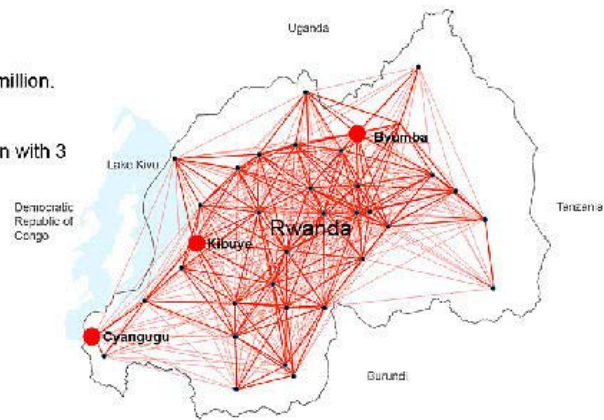 Uganda
million.
Byumba
n with 3
Lake Kivu
Democratic
Republic of
Congo
Tanzania
Rwanda
Kibuye
Cyangugu
Burundi